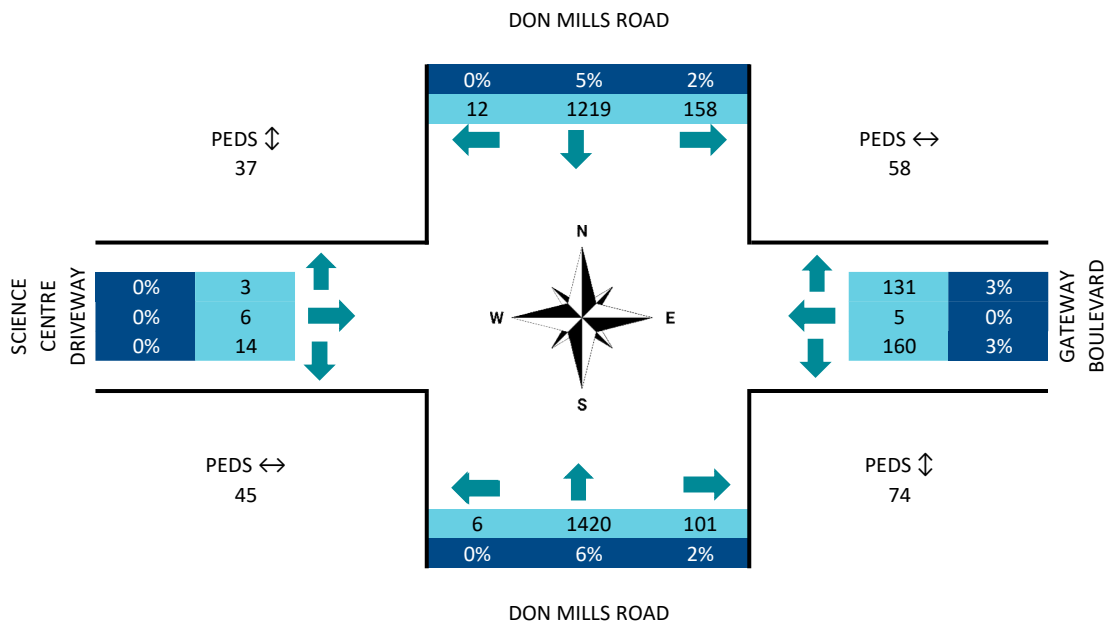 DON MILLS ROAD
0% 5% 2%
12 1219 158
PEDS ↕
37
PEDS ↔
58
N
W E
S
SCIENCE
CENTRE
DRIVEWAY
0% 3
0% 6
0% 14
131 3%
5 0%
160 3%
GATEWAY
BOULEVARD
PEDS ↔
45
PEDS ↕
74
6 1420 101
0% 6% 2%
DON MILLS ROAD